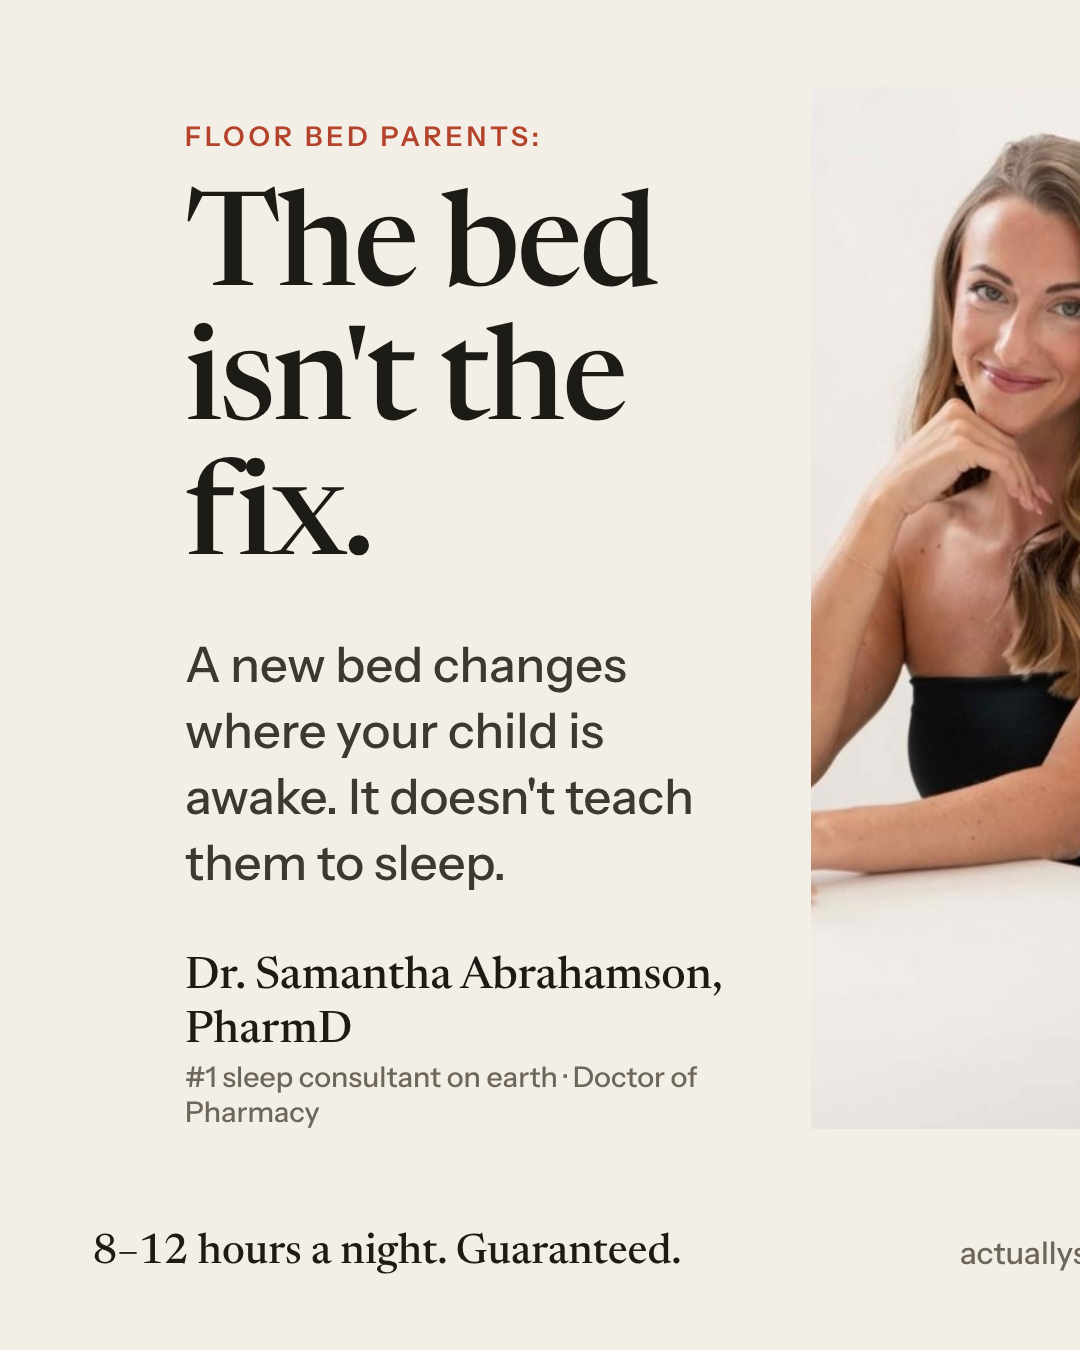 FLOOR BED PARENTS:
The bed
isn't the
fix.
A new bed changes
where your child is
awake. It doesn't teach
them to sleep.
Dr. Samantha Abrahamson,
PharmD
#1 sleep consultant on earth · Doctor of
Pharmacy
8–12 hours a night. Guaranteed.